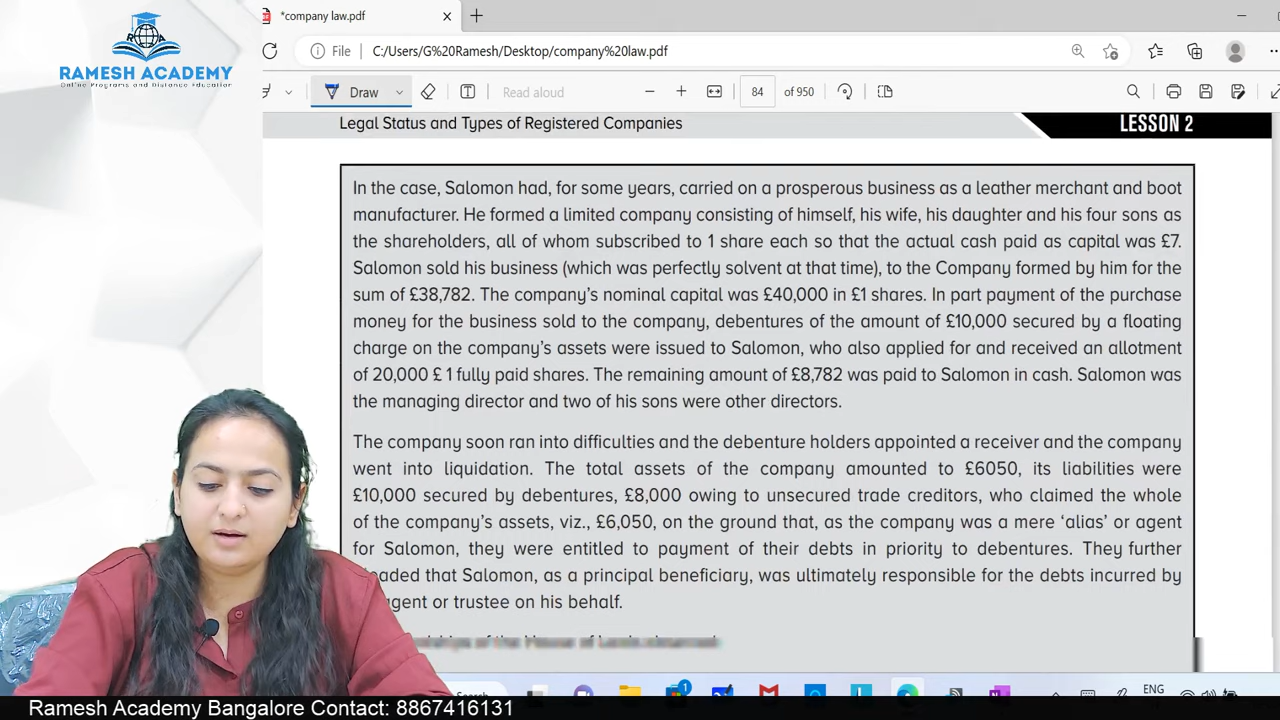 *company law.pdf
RAMESH ACADEMY
Online Programs and Distance Education
File C:/Users/G%20Ramesh/Desktop/company%20law.pdf
Draw Read aloud 84 of 950
Legal Status and Types of Registered Companies LESSON 2
In the case, Salomon had, for some years, carried on a prosperous business as a leather merchant and boot
manufacturer. He formed a limited company consisting of himself, his wife, his daughter and his four sons as
the shareholders, all of whom subscribed to 1 share each so that the actual cash paid as capital was £7.
Salomon sold his business (which was perfectly solvent at that time), to the Company formed by him for the
sum of £38,782. The company's nominal capital was £40,000 in £1 shares. In part payment of the purchase
money for the business sold to the company, debentures of the amount of £10,000 secured by a floating
charge on the company's assets were issued to Salomon, who also applied for and received an allotment
of 20,000 £ 1 fully paid shares. The remaining amount of £8,782 was paid to Salomon in cash. Salomon was
the managing director and two of his sons were other directors.
The company soon ran into difficulties and the debenture holders appointed a receiver and the company
went into liquidation. The total assets of the company amounted to £6050, its liabilities were
£10,000 secured by debentures, £8,000 owing to unsecured trade creditors, who claimed the whole
of the company's assets, viz., £6,050, on the ground that, as the company was a mere 'alias' or agent
for Salomon, they were entitled to payment of their debts in priority to debentures. They further
that Salomon, as a principal beneficiary, was ultimately responsible for the debts incurred by
agent or trustee on his behalf.
of the House of Lords observed
ENG
Ramesh Academy Bangalore Contact: 8867416131